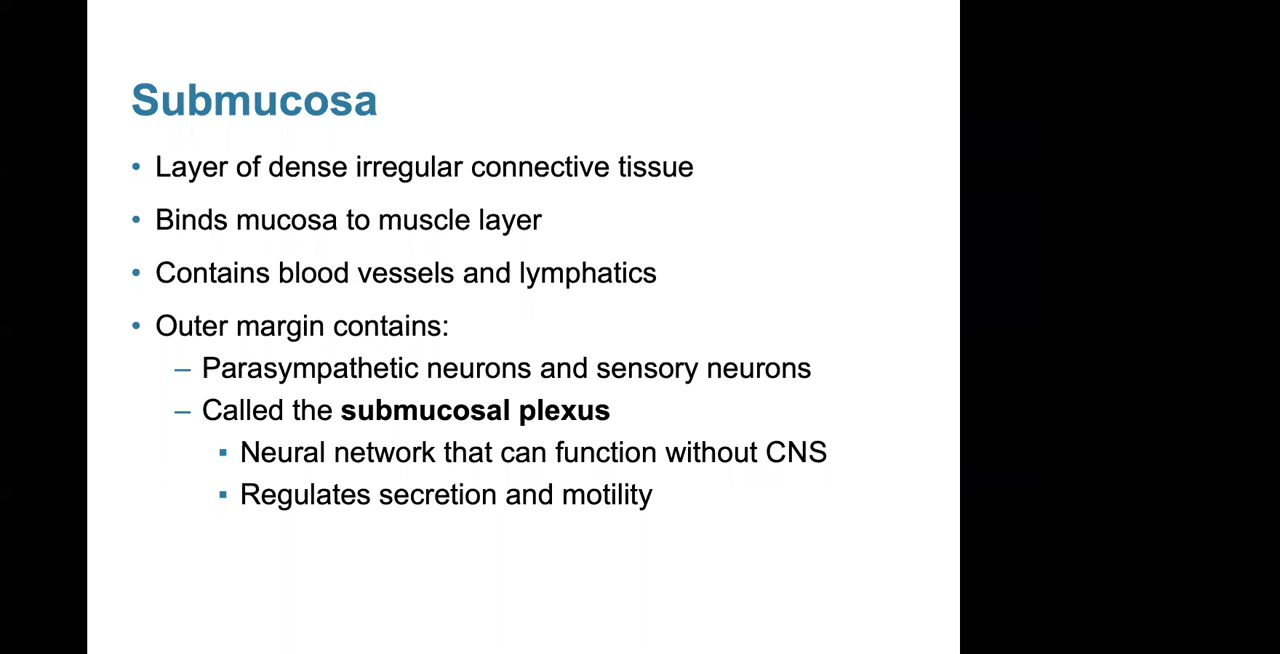 Submucosa
• Layer of dense irregular connective tissue
• Binds mucosa to muscle layer
• Contains blood vessels and lymphatics
• Outer margin contains:
– Parasympathetic neurons and sensory neurons
– Called the submucosal plexus
▪ Neural network that can function without CNS
▪ Regulates secretion and motility